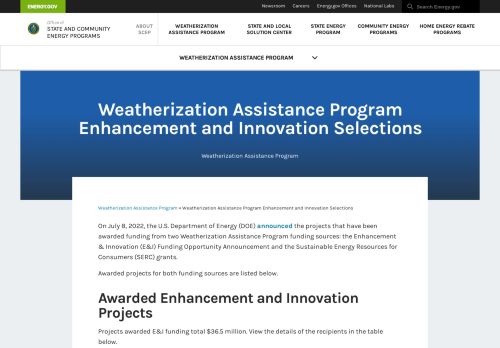 ENERGY.GOV
Newsroom Careers Energy.gov Offices National Labs Search Energy.gov
Office of
STATE AND COMMUNITY
ENERGY PROGRAMS
ABOUT
SCEP
WEATHERIZATION
ASSISTANCE PROGRAM
STATE AND LOCAL
SOLUTION CENTER
STATE ENERGY
PROGRAM
COMMUNITY ENERGY
PROGRAMS
HOME ENERGY REBATE
PROGRAMS
WEATHERIZATION ASSISTANCE PROGRAM
Weatherization Assistance Program
Enhancement and Innovation Selections
Weatherization Assistance Program
Weatherization Assistance Program » Weatherization Assistance Program Enhancement and Innovation Selections
On July 8, 2022, the U.S. Department of Energy (DOE) announced the projects that have been
awarded funding from two Weatherization Assistance Program funding sources: the Enhancement
& Innovation (E&I) Funding Opportunity Announcement and the Sustainable Energy Resources for
Consumers (SERC) grants.
Awarded projects for both funding sources are listed below.
Awarded Enhancement and Innovation
Projects
Projects awarded E&I funding total $36.5 million. View the details of the recipients in the table
below.